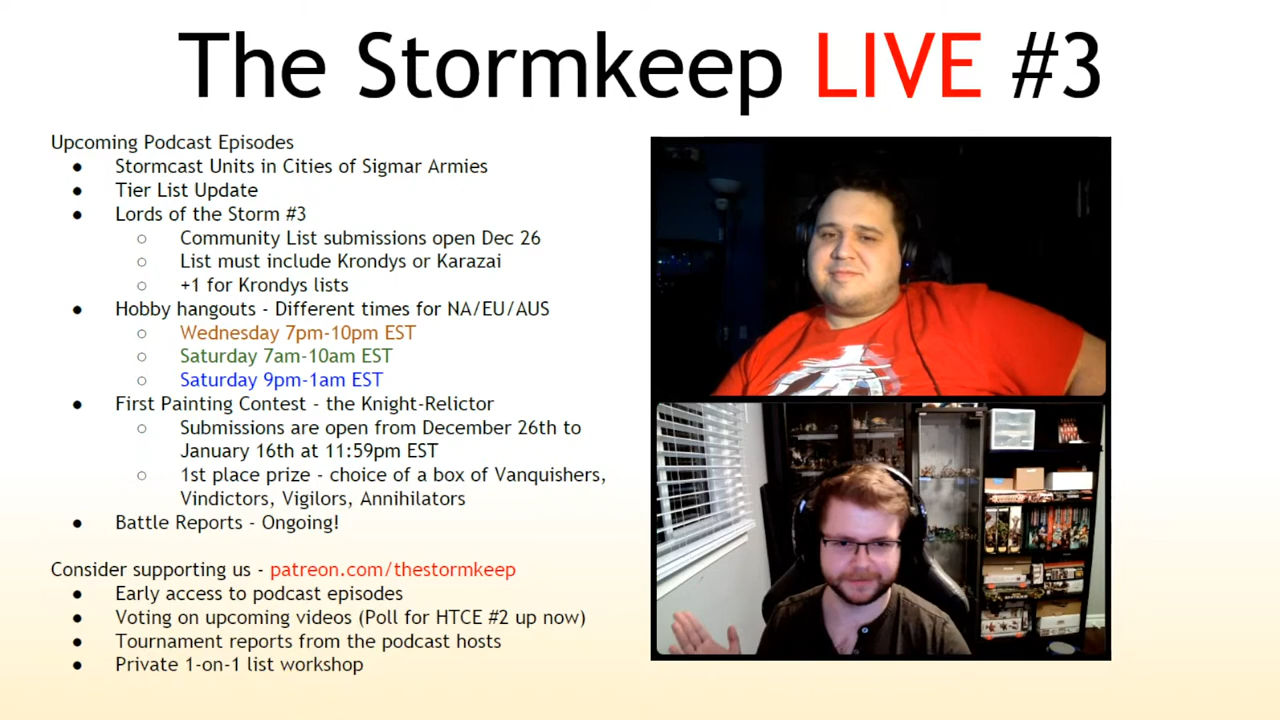 The Stormkeep LIVE #3
Upcoming Podcast Episodes
● Stormcast Units in Cities of Sigmar Armies
● Tier List Update
● Lords of the Storm #3
○ Community List submissions open Dec 26
○ List must include Krondys or Karazai
○ +1 for Krondys lists
● Hobby hangouts - Different times for NA/EU/AUS
○ Wednesday 7pm-10pm EST
○ Saturday 7am-10am EST
○ Saturday 9pm-1am EST
● First Painting Contest - the Knight-Relictor
○ Submissions are open from December 26th to
January 16th at 11:59pm EST
○ 1st place prize - choice of a box of Vanquishers,
Vindictors, Vigilors, Annihilators
● Battle Reports - Ongoing!
Consider supporting us - patreon.com/thestormkeep
● Early access to podcast episodes
● Voting on upcoming videos (Poll for HTCE #2 up now)
● Tournament reports from the podcast hosts
● Private 1-on-1 list workshop